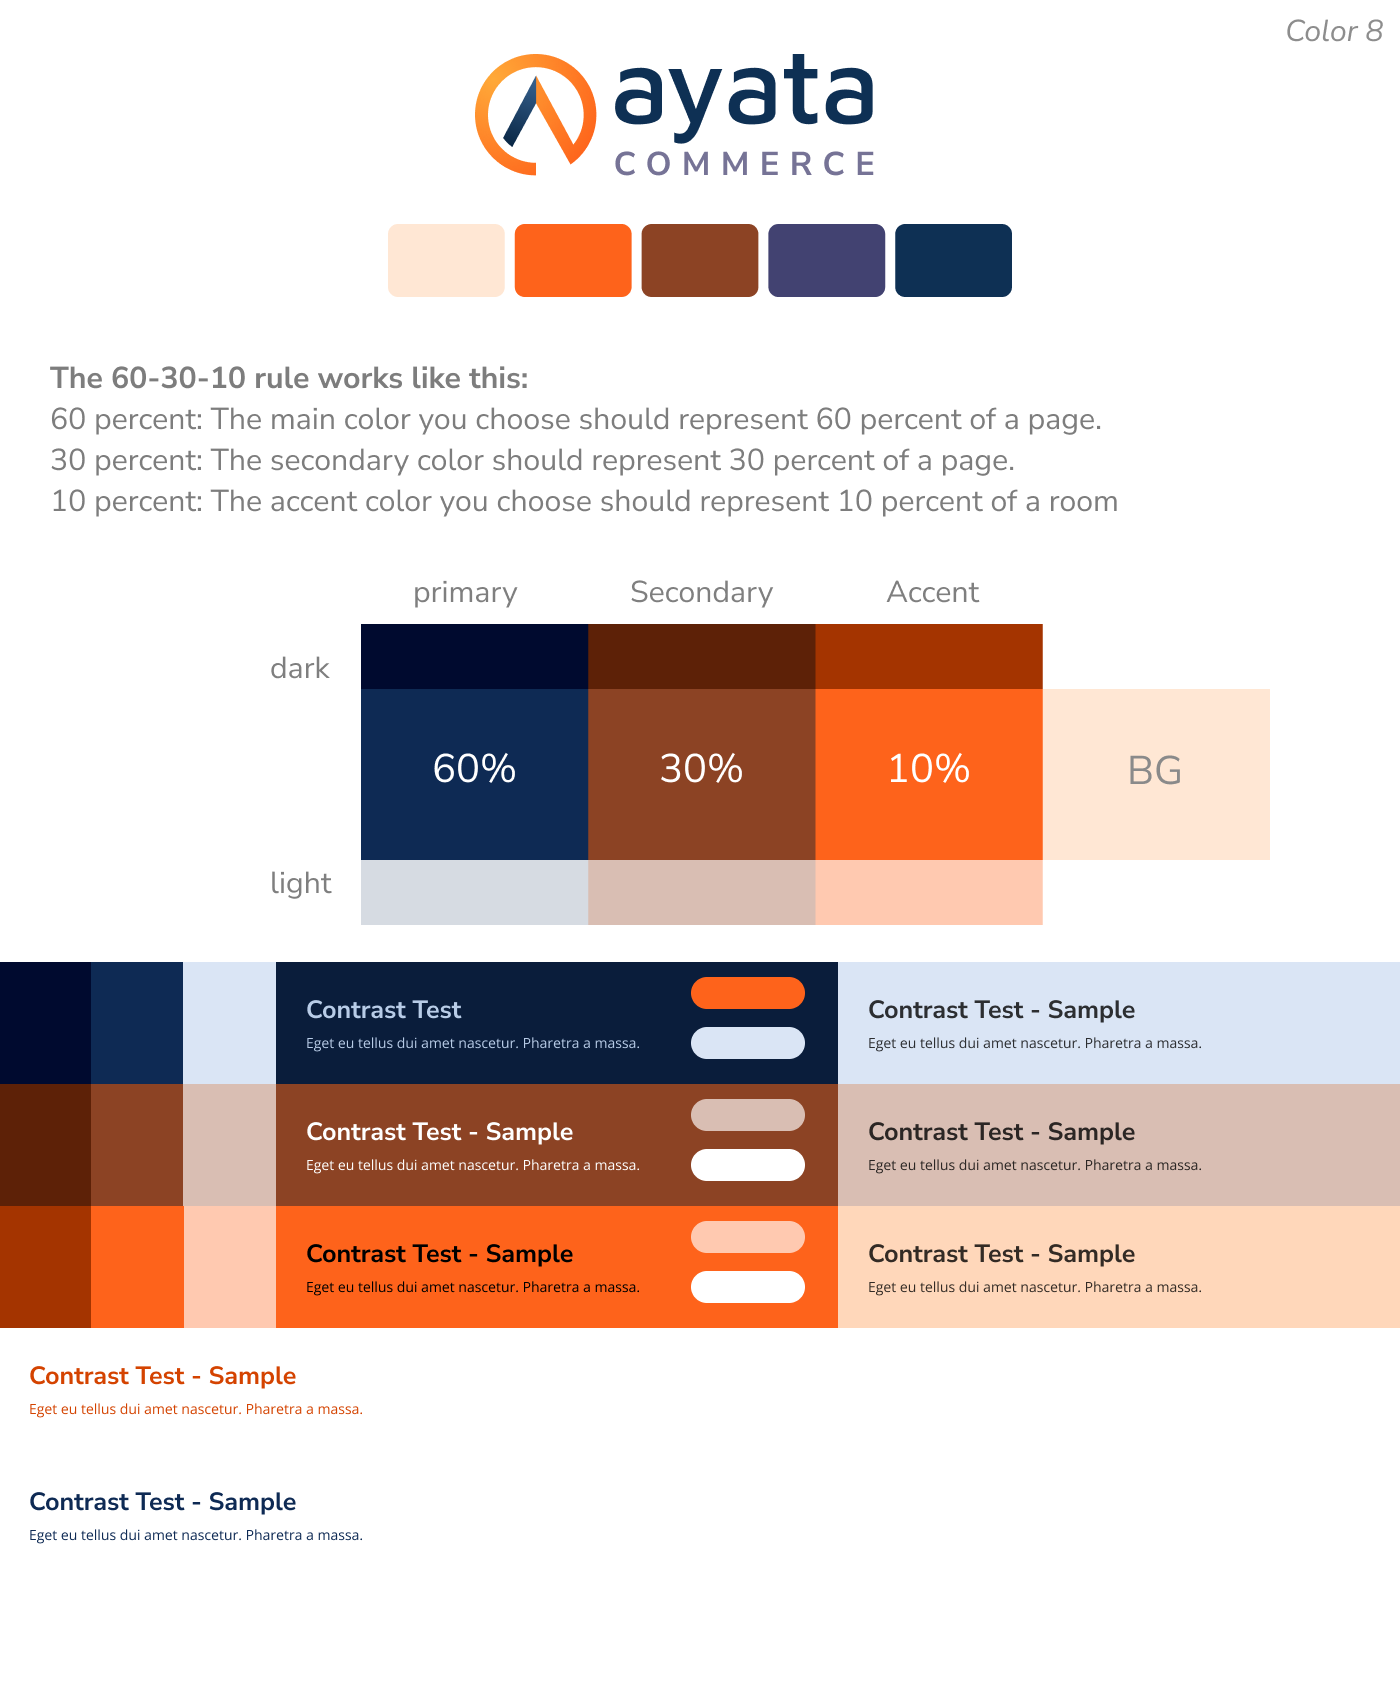 Color 8
ayata
COMMERCE
The 60-30-10 rule works like this:
60 percent: The main color you choose should represent 60 percent of a page.
30 percent: The secondary color should represent 30 percent of a page.
10 percent: The accent color you choose should represent 10 percent of a room
primary Secondary Accent
dark
60% 30% 10% BG
light
Contrast Test
Eget eu tellus dui amet nascetur. Pharetra a massa.
Contrast Test - Sample
Eget eu tellus dui amet nascetur. Pharetra a massa.
Contrast Test - Sample
Eget eu tellus dui amet nascetur. Pharetra a massa.
Contrast Test - Sample
Eget eu tellus dui amet nascetur. Pharetra a massa.
Contrast Test - Sample
Eget eu tellus dui amet nascetur. Pharetra a massa.
Contrast Test - Sample
Eget eu tellus dui amet nascetur. Pharetra a massa.
Contrast Test - Sample
Eget eu tellus dui amet nascetur. Pharetra a massa.
Contrast Test - Sample
Eget eu tellus dui amet nascetur. Pharetra a massa.